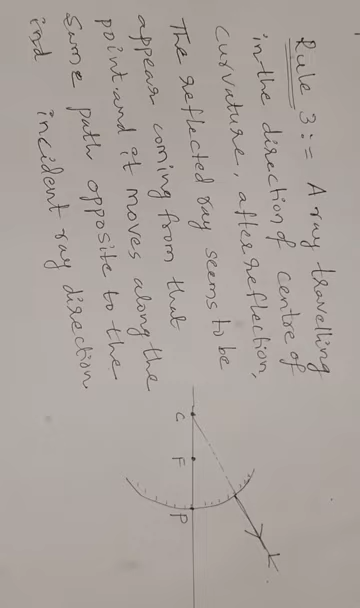 Rule 3:= A ray travelling
in the direction of centre of
curvature, after reflection,
The reflected ray seems to be
appear coming from that
point and it moves along the
same path opposite to the
ind incident ray direction.
C
F
P